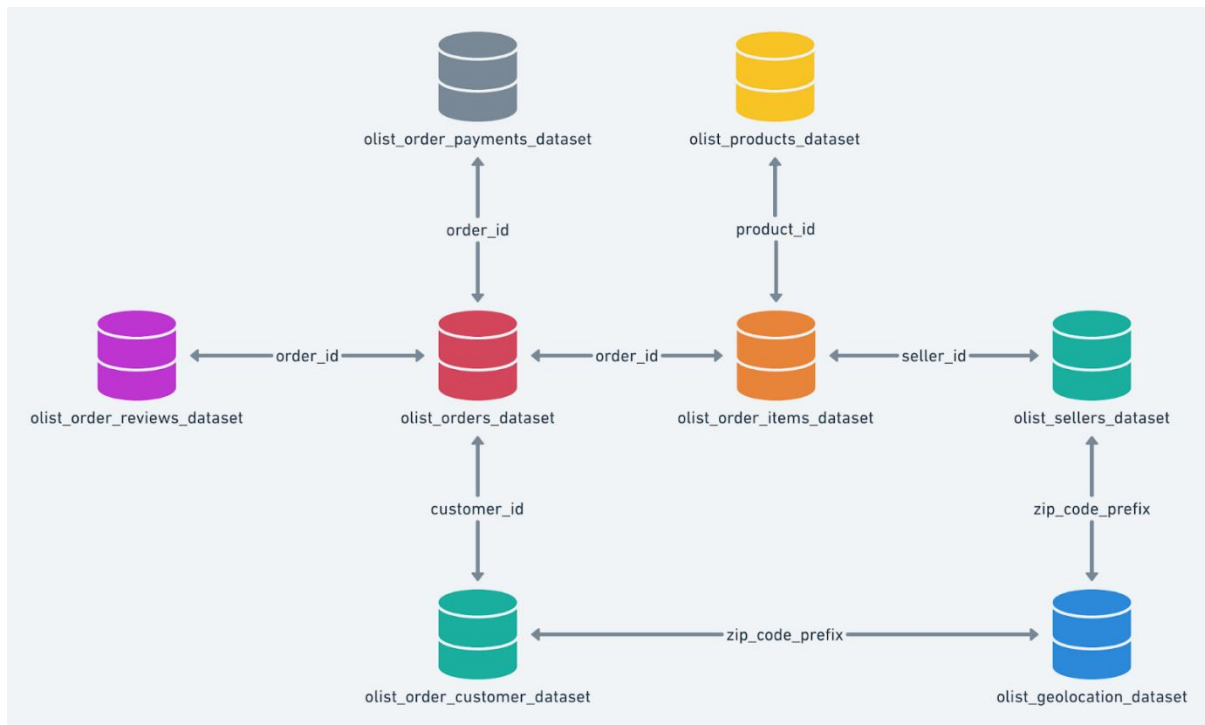 olist_order_payments_dataset
olist_products_dataset
order_id
product_id
order_id
order_id
seller_id
olist_order_reviews_dataset
olist_orders_dataset
olist_order_items_dataset
olist_sellers_dataset
customer_id
zip_code_prefix
zip_code_prefix
olist_order_customer_dataset
olist_geolocation_dataset